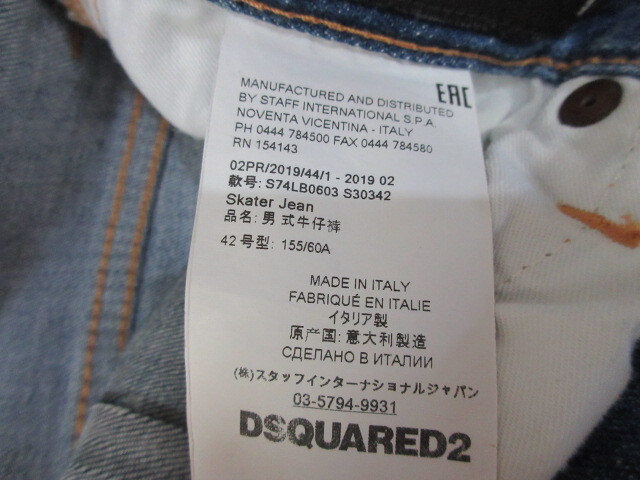 EAC
MANUFACTURED AND DISTRIBUTED
BY STAFF INTERNATIONAL S.P.A.
NOVENTA VICENTINA - ITALY
PH 0444 784500 FAX 0444 784580
RN 154143
02PR/2019/44/1 - 2019 02
款号: S74LB0603 S30342
Skater Jean
品名: 男 式牛仔裤
42 号型: 155/60A
MADE IN ITALY
FABRIQUÉ EN ITALIE
イタリア製
原产国: 意大利製造
СДЕЛАНО В ИТАЛИИ
(株)スタッフインターナショナルジャパン
03-5794-9931
DSQUARED2